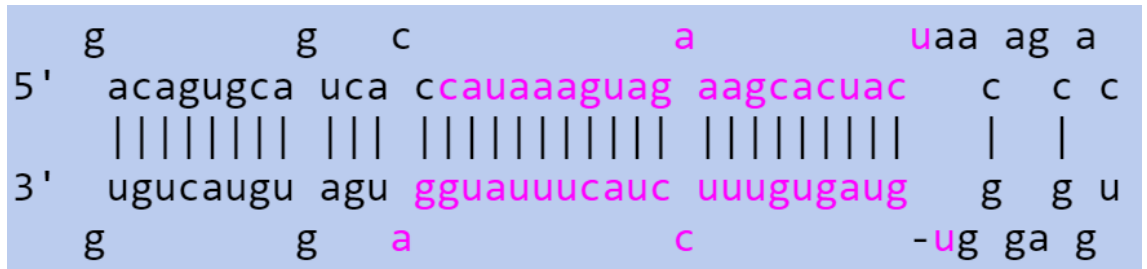 g g c a uaa ag a
5' acagugca uca ccauaaaguag aagcacuac c c c
|||||||| ||| ||||||||||| ||||||||| | |
3' ugucaugu agu gguauuucauc uuugugaug g g u
g g a c -ug ga g